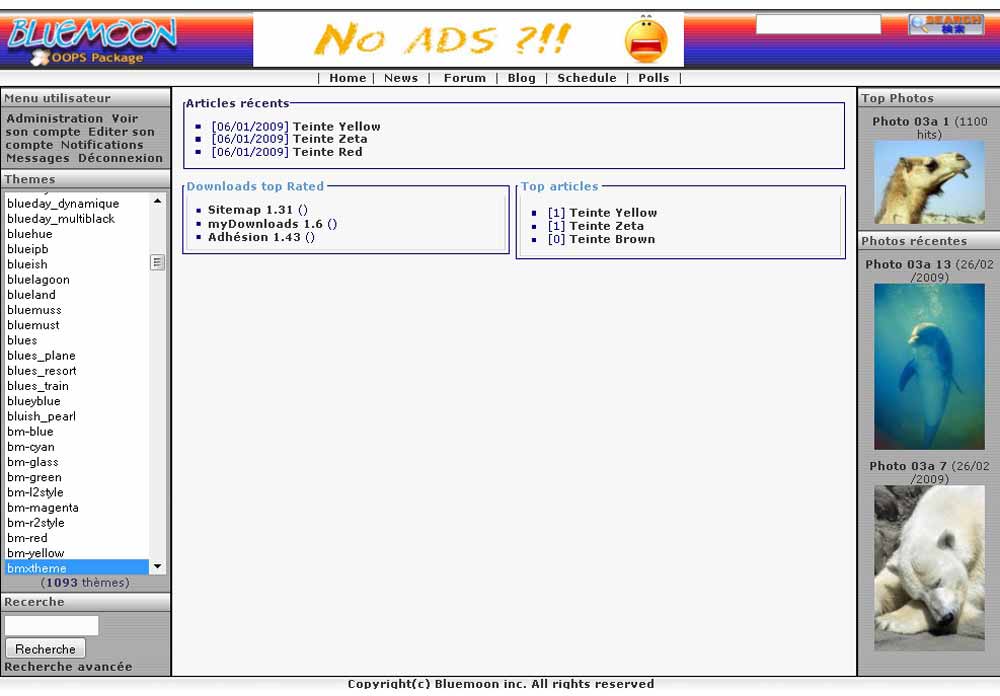 BLUEMOON
OOPS Package
No ADS ?!!
SEARCH
検索
| Home | News | Forum | Blog | Schedule | Polls |
Menu utilisateur
Administration Voir
son compte Editer son
compte Notifications
Messages Déconnexion
Themes
blueday_dynamique
blueday_multiblack
bluehue
blueipb
blueish
bluelagoon
blueland
bluemuss
bluemust
blues
blues_plane
blues_resort
blues_train
blueyblue
bluish_pearl
bm-blue
bm-cyan
bm-glass
bm-green
bm-l2style
bm-magenta
bm-r2style
bm-red
bm-yellow
bmxtheme
(1093 thèmes)
Recerche
Recherche
Recherche avancée
Articles récents
[06/01/2009] Teinte Yellow
[06/01/2009] Teinte Zeta
[06/01/2009] Teinte Red
Downloads top Rated
Sitemap 1.31 ()
myDownloads 1.6 ()
Adhésion 1.43 ()
Top articles
[1] Teinte Yellow
[1] Teinte Zeta
[0] Teinte Brown
Top Photos
Photo 03a 1 (1100
hits)
Photos récentes
Photo 03a 13 (26/02
/2009)
Photo 03a 7 (26/02
/2009)
Copyright(c) Bluemoon inc. All rights reserved